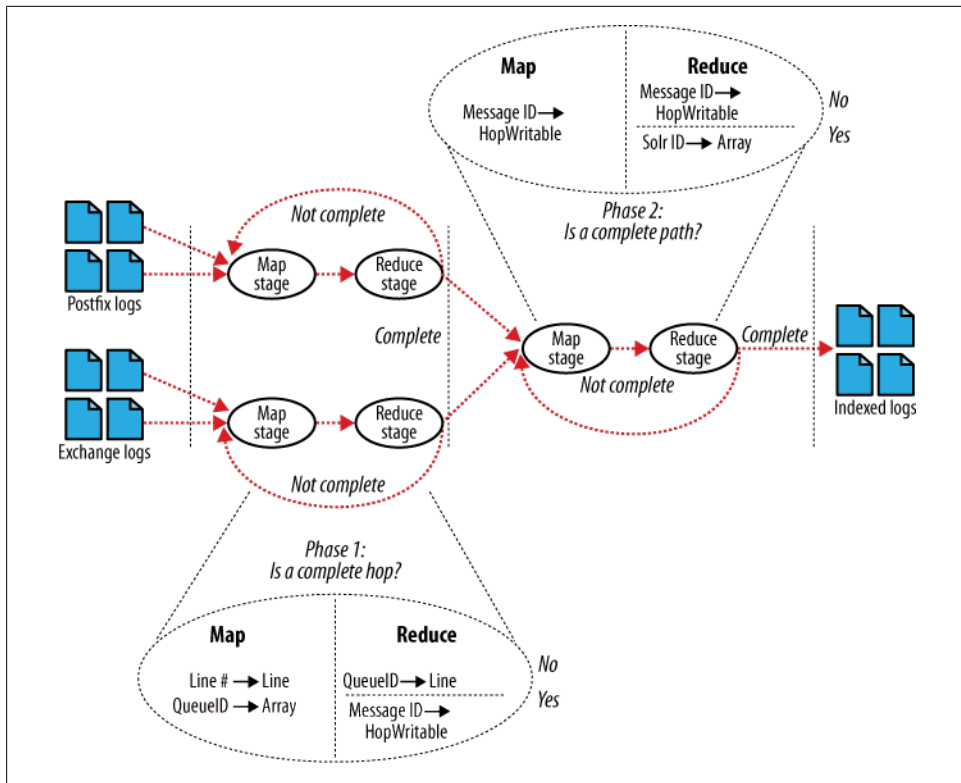 Map
Reduce
Message ID→
HopWritable
Message ID→
HopWritable
No
Solr ID→Array
Yes
Phase 2:
Is a complete path?
Not complete
Map
stage
Reduce
stage
Postfix logs
Complete
Map
stage
Reduce
stage
Complete
Not complete
Indexed logs
Map
stage
Reduce
stage
Exchange logs
Not complete
Phase 1:
Is a complete hop?
Map
Reduce
Line #→Line
QueueID→Array
QueueID→Line
No
Message ID→
HopWritable
Yes